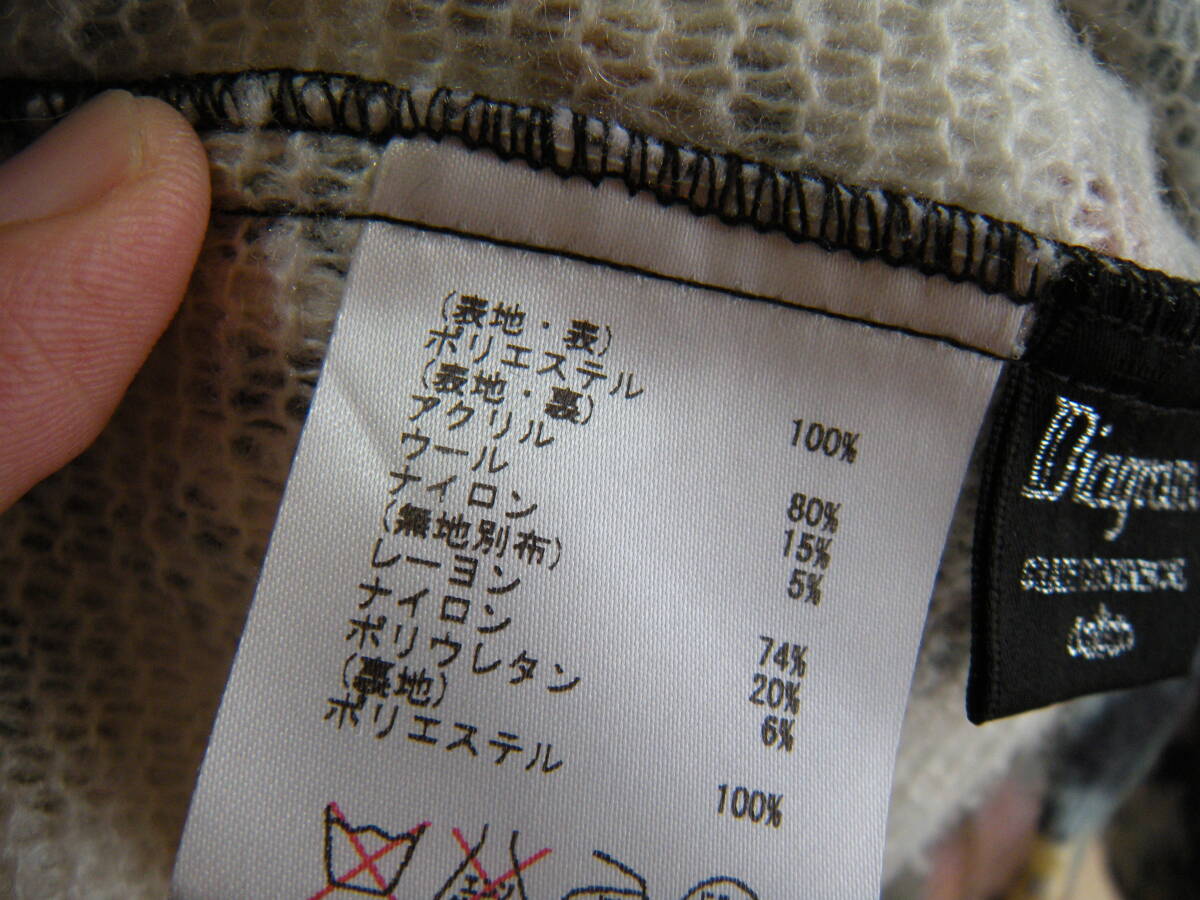 (表地・表)
ポリエステル 100%
(表地・裏)
アクリル 80%
ウール 15%
ナイロン 5%
(無地別布)
レーヨン 74%
ナイロン 20%
ポリウレタン 6%
(裏地)
ポリエステル 100%
エンソ